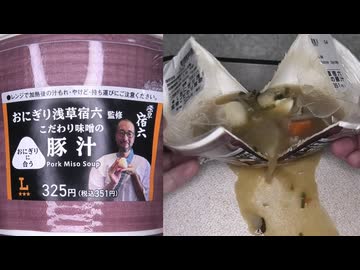 ●レンジで加熱後の汁もれ・やけど・持ち運びにご注意ください。
おにぎり浅草宿六監修
宿六
こだわり味噌の
おにぎりに合う
豚汁
Pork Miso Soup
L
★★★
325円(税込351円)